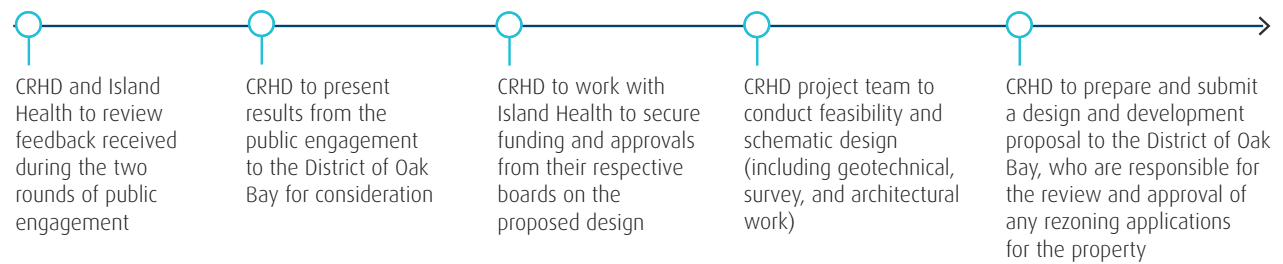 CRHD and Island
Health to review
feedback received
during the two
rounds of public
engagement
CRHD to present
results from the
public engagement
to the District of Oak
Bay for consideration
CRHD to work with
Island Health to secure
funding and approvals
from their respective
boards on the
proposed design
CRHD project team to
conduct feasibility and
schematic design
(including geotechnical,
survey, and architectural
work)
CRHD to prepare and submit
a design and development
proposal to the District of Oak
Bay, who are responsible for
the review and approval of
any rezoning applications
for the property